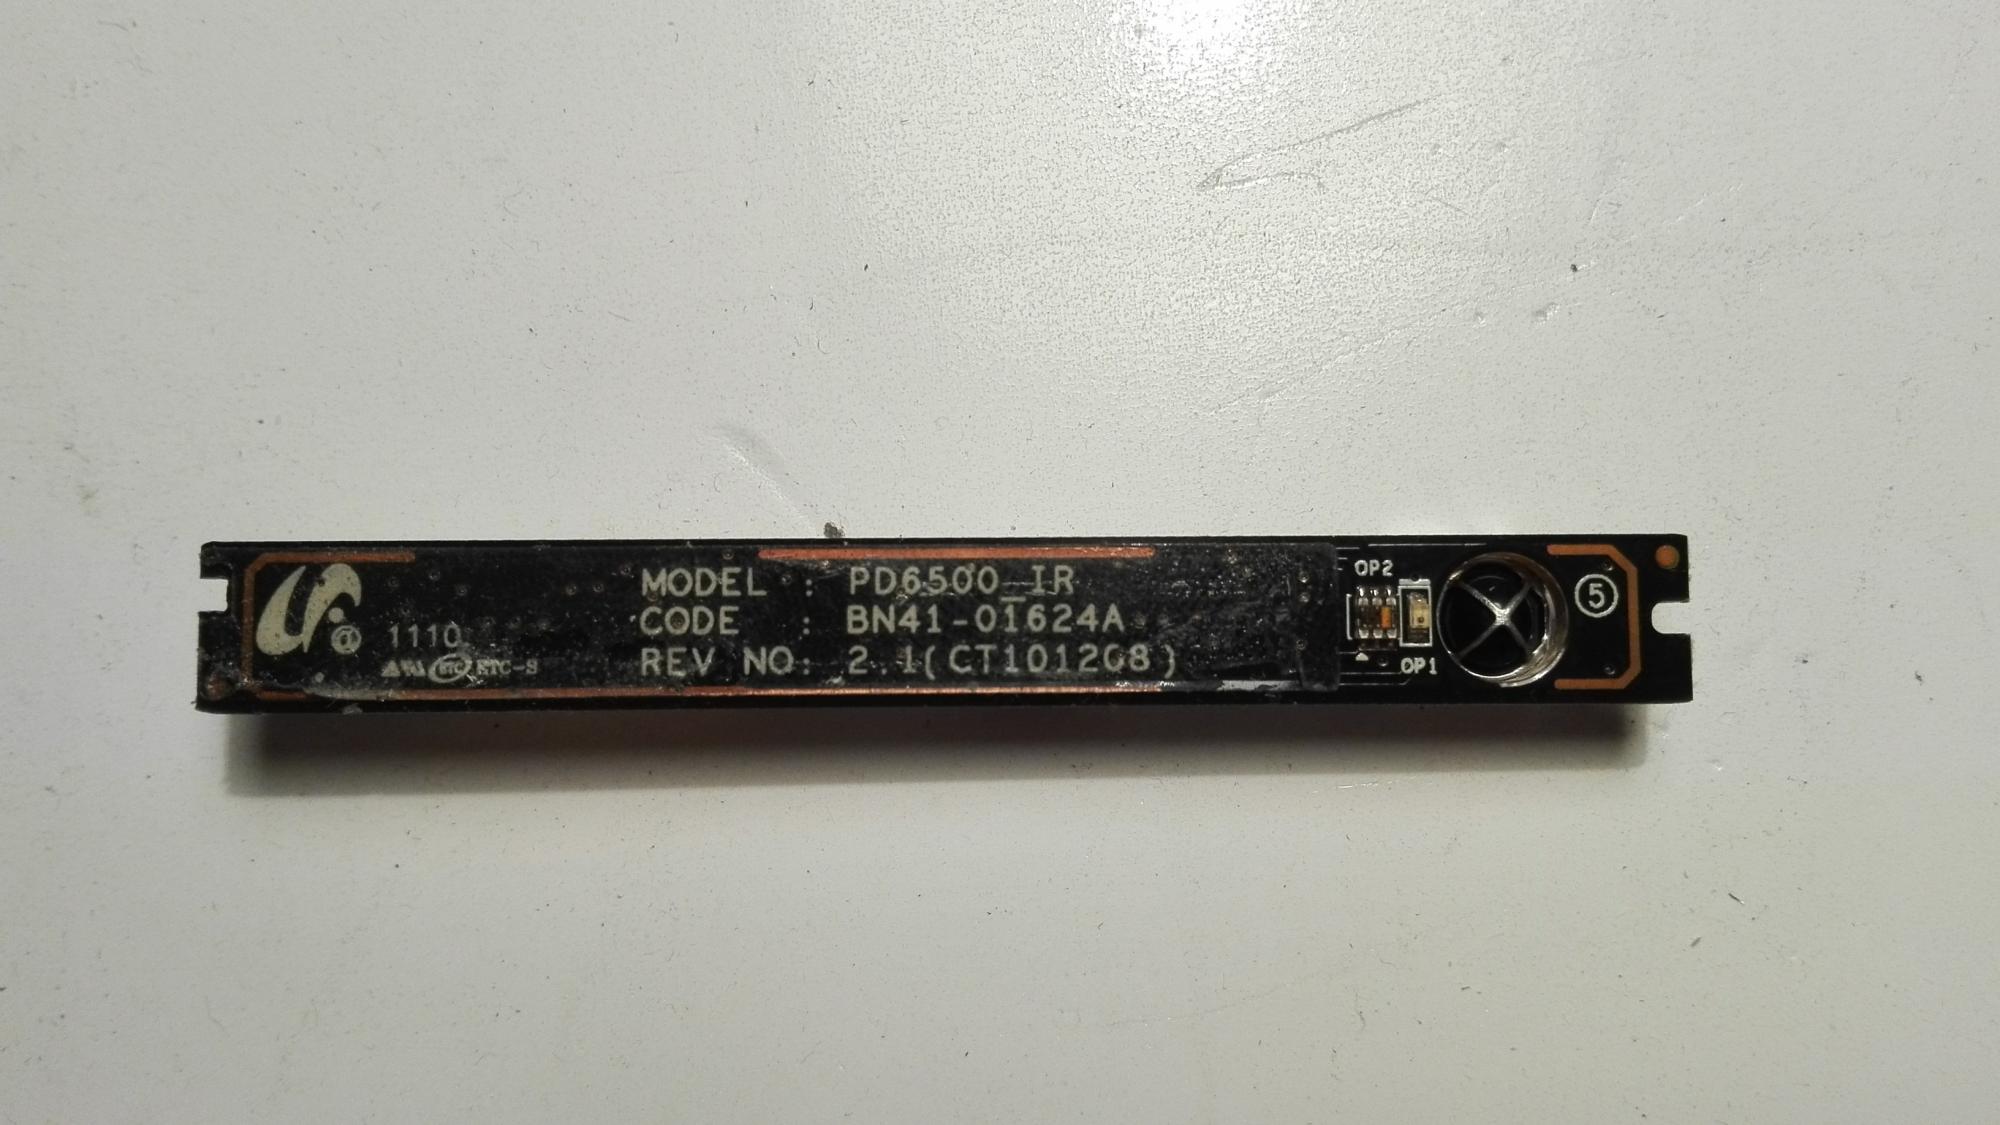 @ 1110
ETC-S
MODEL : PD6500_IR
CODE : BN41-01624A
REV NO: 2.1(CT101208)
OP2
OP1
5